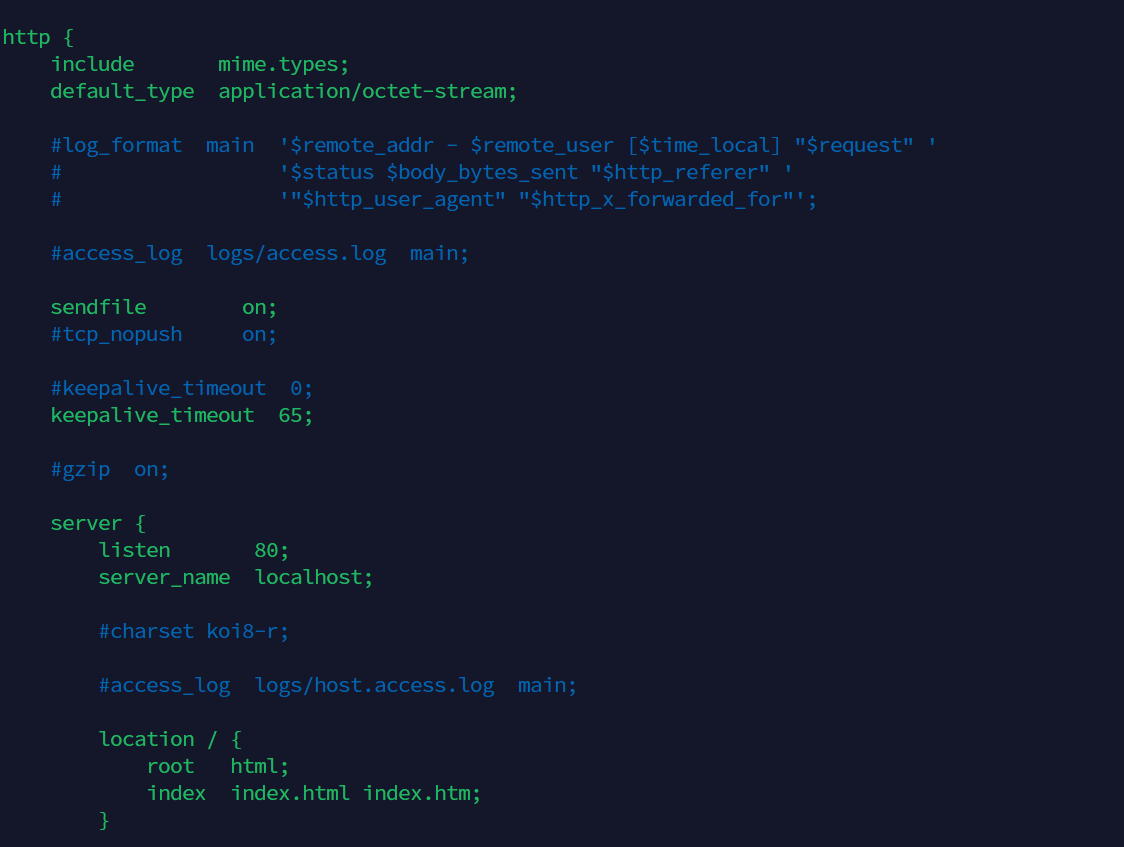 http {
    include       mime.types;
    default_type  application/octet-stream;

    #log_format  main  '$remote_addr - $remote_user [$time_local] "$request" '
    #                  '$status $body_bytes_sent "$http_referer" '
    #                  '"$http_user_agent" "$http_x_forwarded_for"';

    #access_log  logs/access.log  main;

    sendfile        on;
    #tcp_nopush     on;

    #keepalive_timeout  0;
    keepalive_timeout  65;

    #gzip  on;

    server {
        listen       80;
        server_name  localhost;

        #charset koi8-r;

        #access_log  logs/host.access.log  main;

        location / {
            root   html;
            index  index.html index.htm;
        }